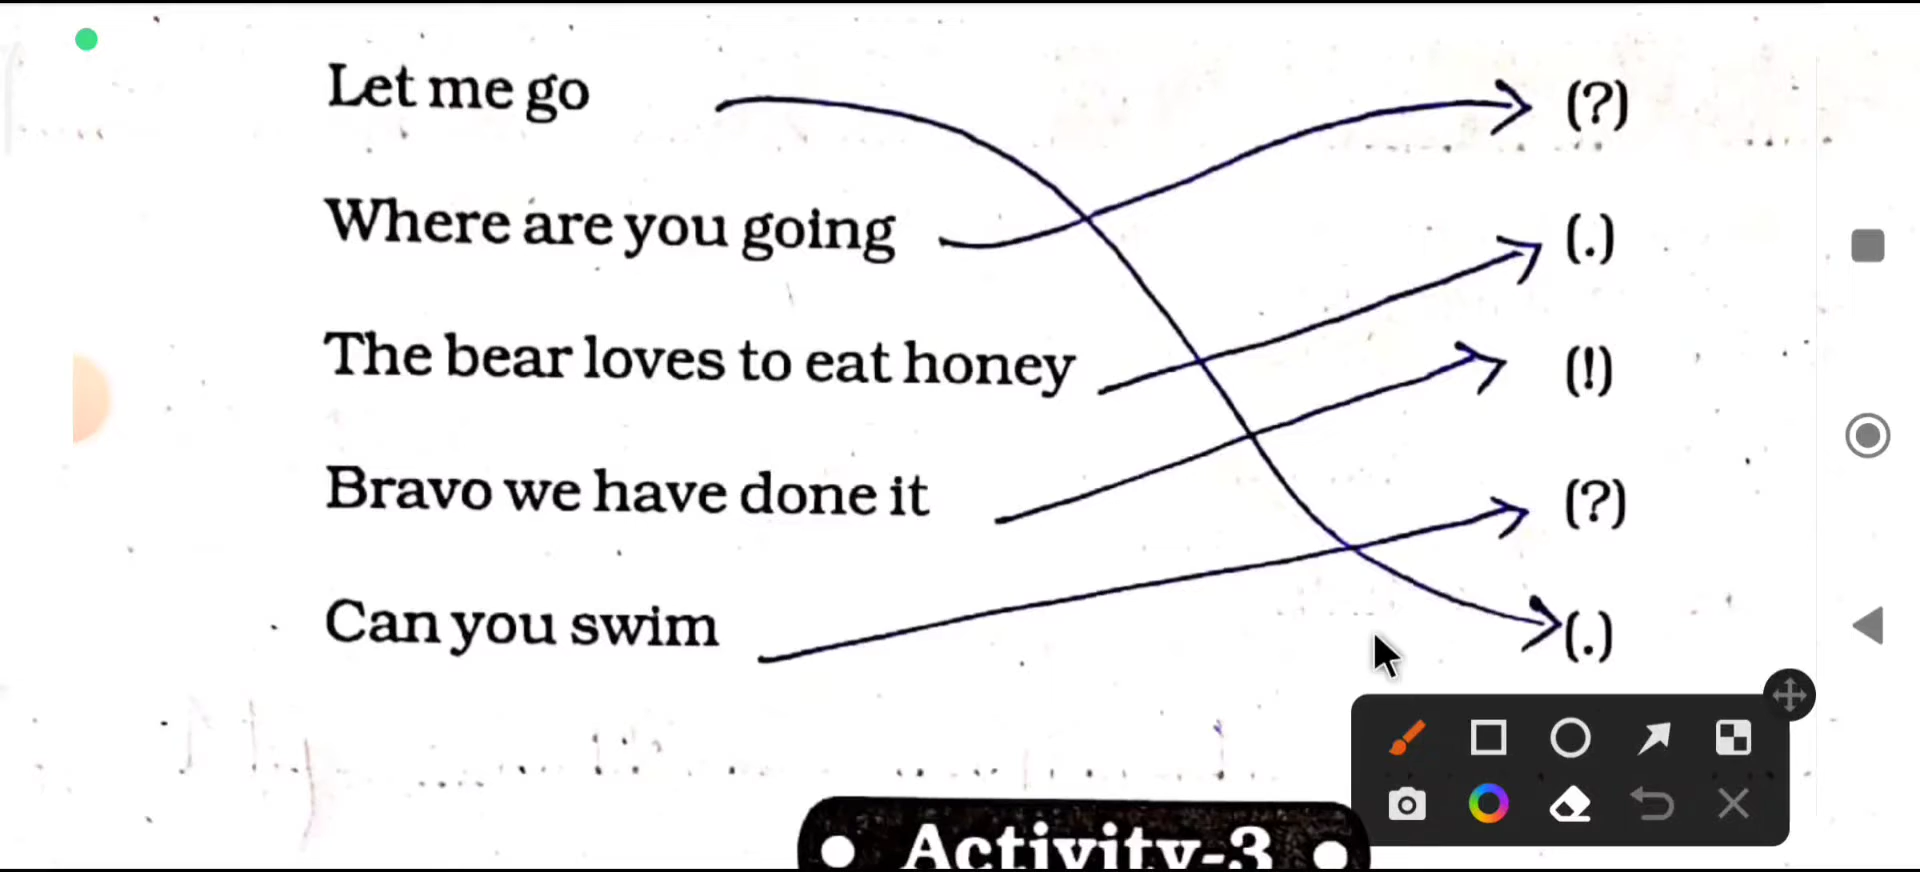 Let me go (?)
Where are you going (.)
The bear loves to eat honey (!)
Bravo we have done it (?)
Can you swim (.)
Activity-3